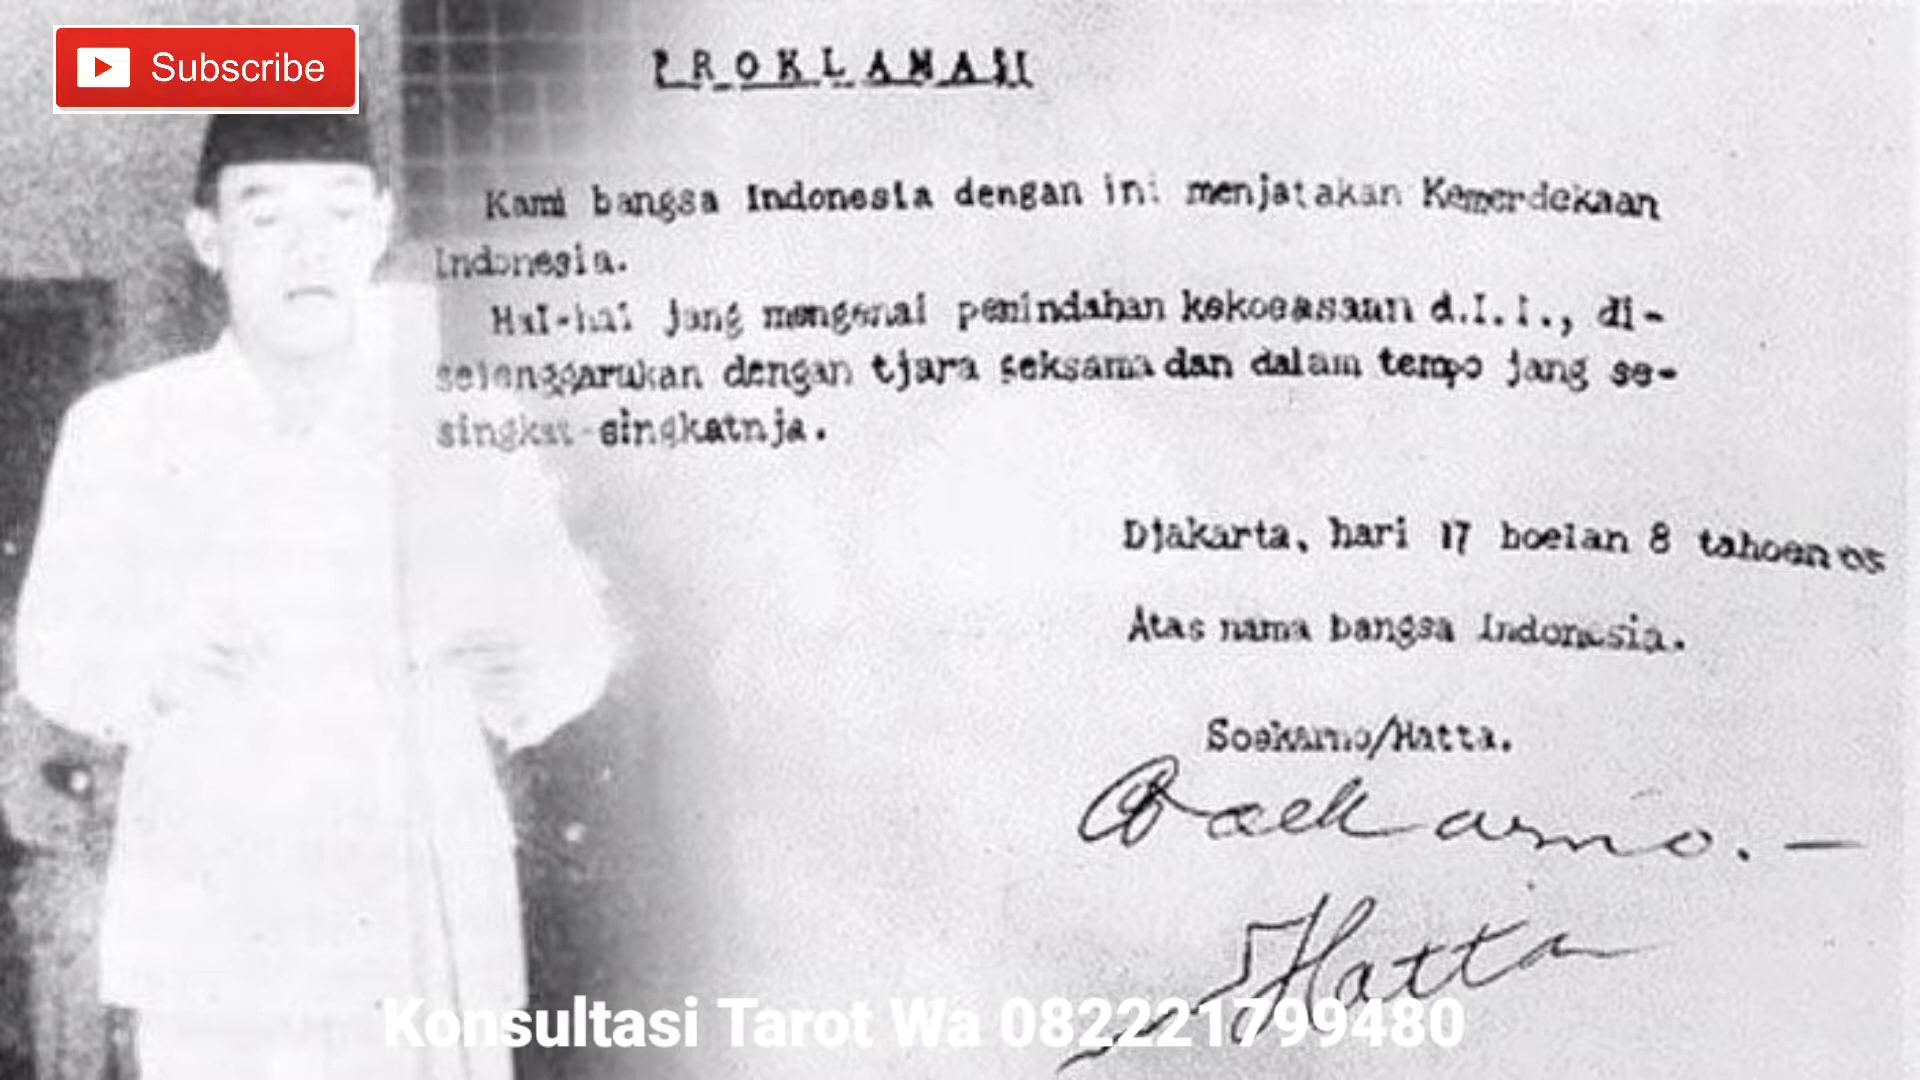 Subscribe
PROKLAMASI
Kami bangsa Indonesia dengan ini menjatakan Kemerdekaan
Indonesia.
Hal-hal jang mengenai pemindahan kekoeasaan d.l.l., di-
selenggarakan dengan tjara seksama dan dalam tempo jang se-
singkat-singkatnja.
Djakarta, hari 17 boelan 8 tahoen 05
Atas nama bangsa Indonesia.
Soekarno/Hatta.
Soekarno.-
Hatta
Konsultasi Tarot Wa 082221799480